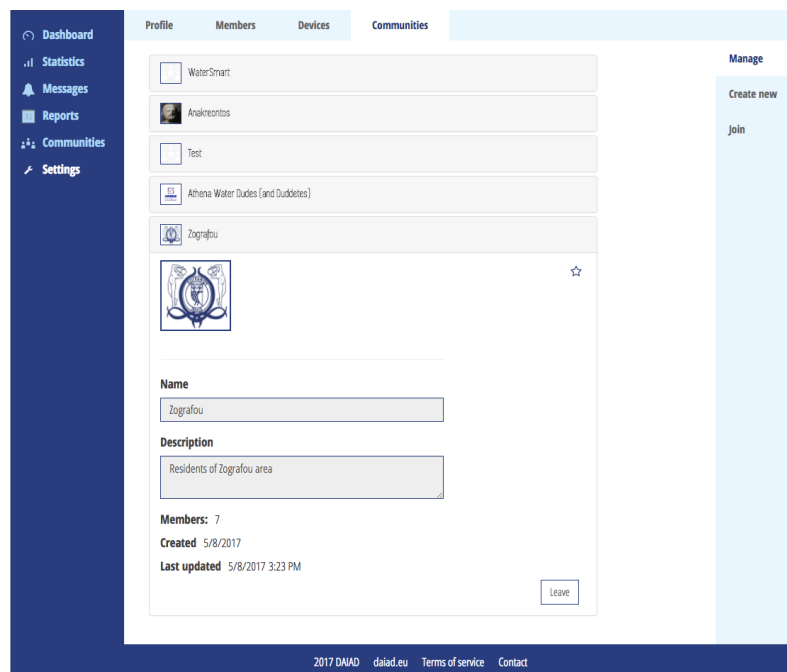 Dashboard
Statistics
Messages
Reports
Communities
Settings
Profile Members Devices Communities
WaterSmart
Anakreontos
Test
Athena Water Dudes (and Duddetes)
Zografou
Name
Zografou
Description
Residents of Zografou area
Members: 7
Created 5/8/2017
Last updated 5/8/2017 3:23 PM
Leave
Manage
Create new
Join
2017 DAIAD daiad.eu Terms of service Contact